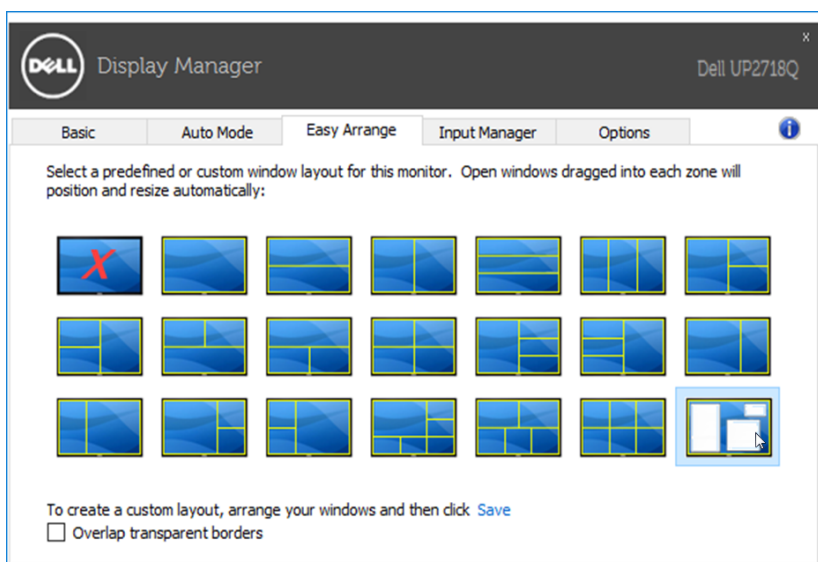 DELL Display Manager
x
Dell UP2718Q
Basic Auto Mode Easy Arrange Input Manager Options i
Select a predefined or custom window layout for this monitor. Open windows dragged into each zone will
position and resize automatically:
X
To create a custom layout, arrange your windows and then click Save
Overlap transparent borders